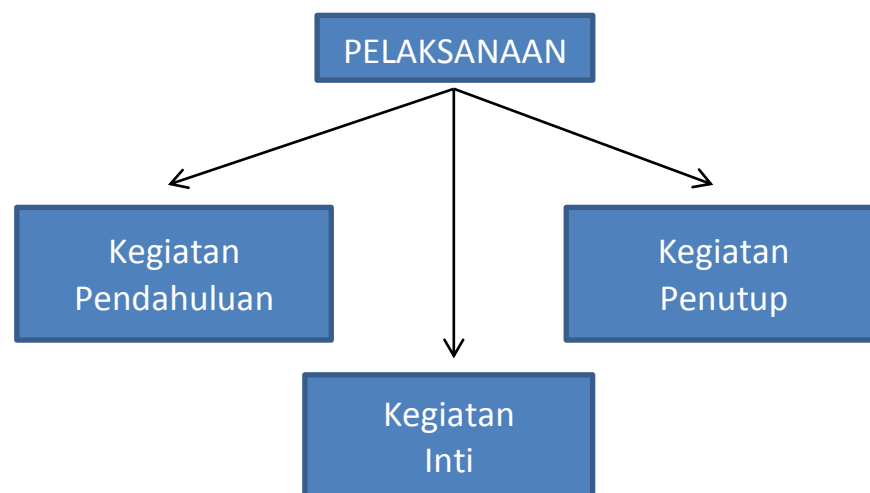 PELAKSANAAN
Kegiatan
Pendahuluan
Kegiatan
Penutup
Kegiatan
Inti